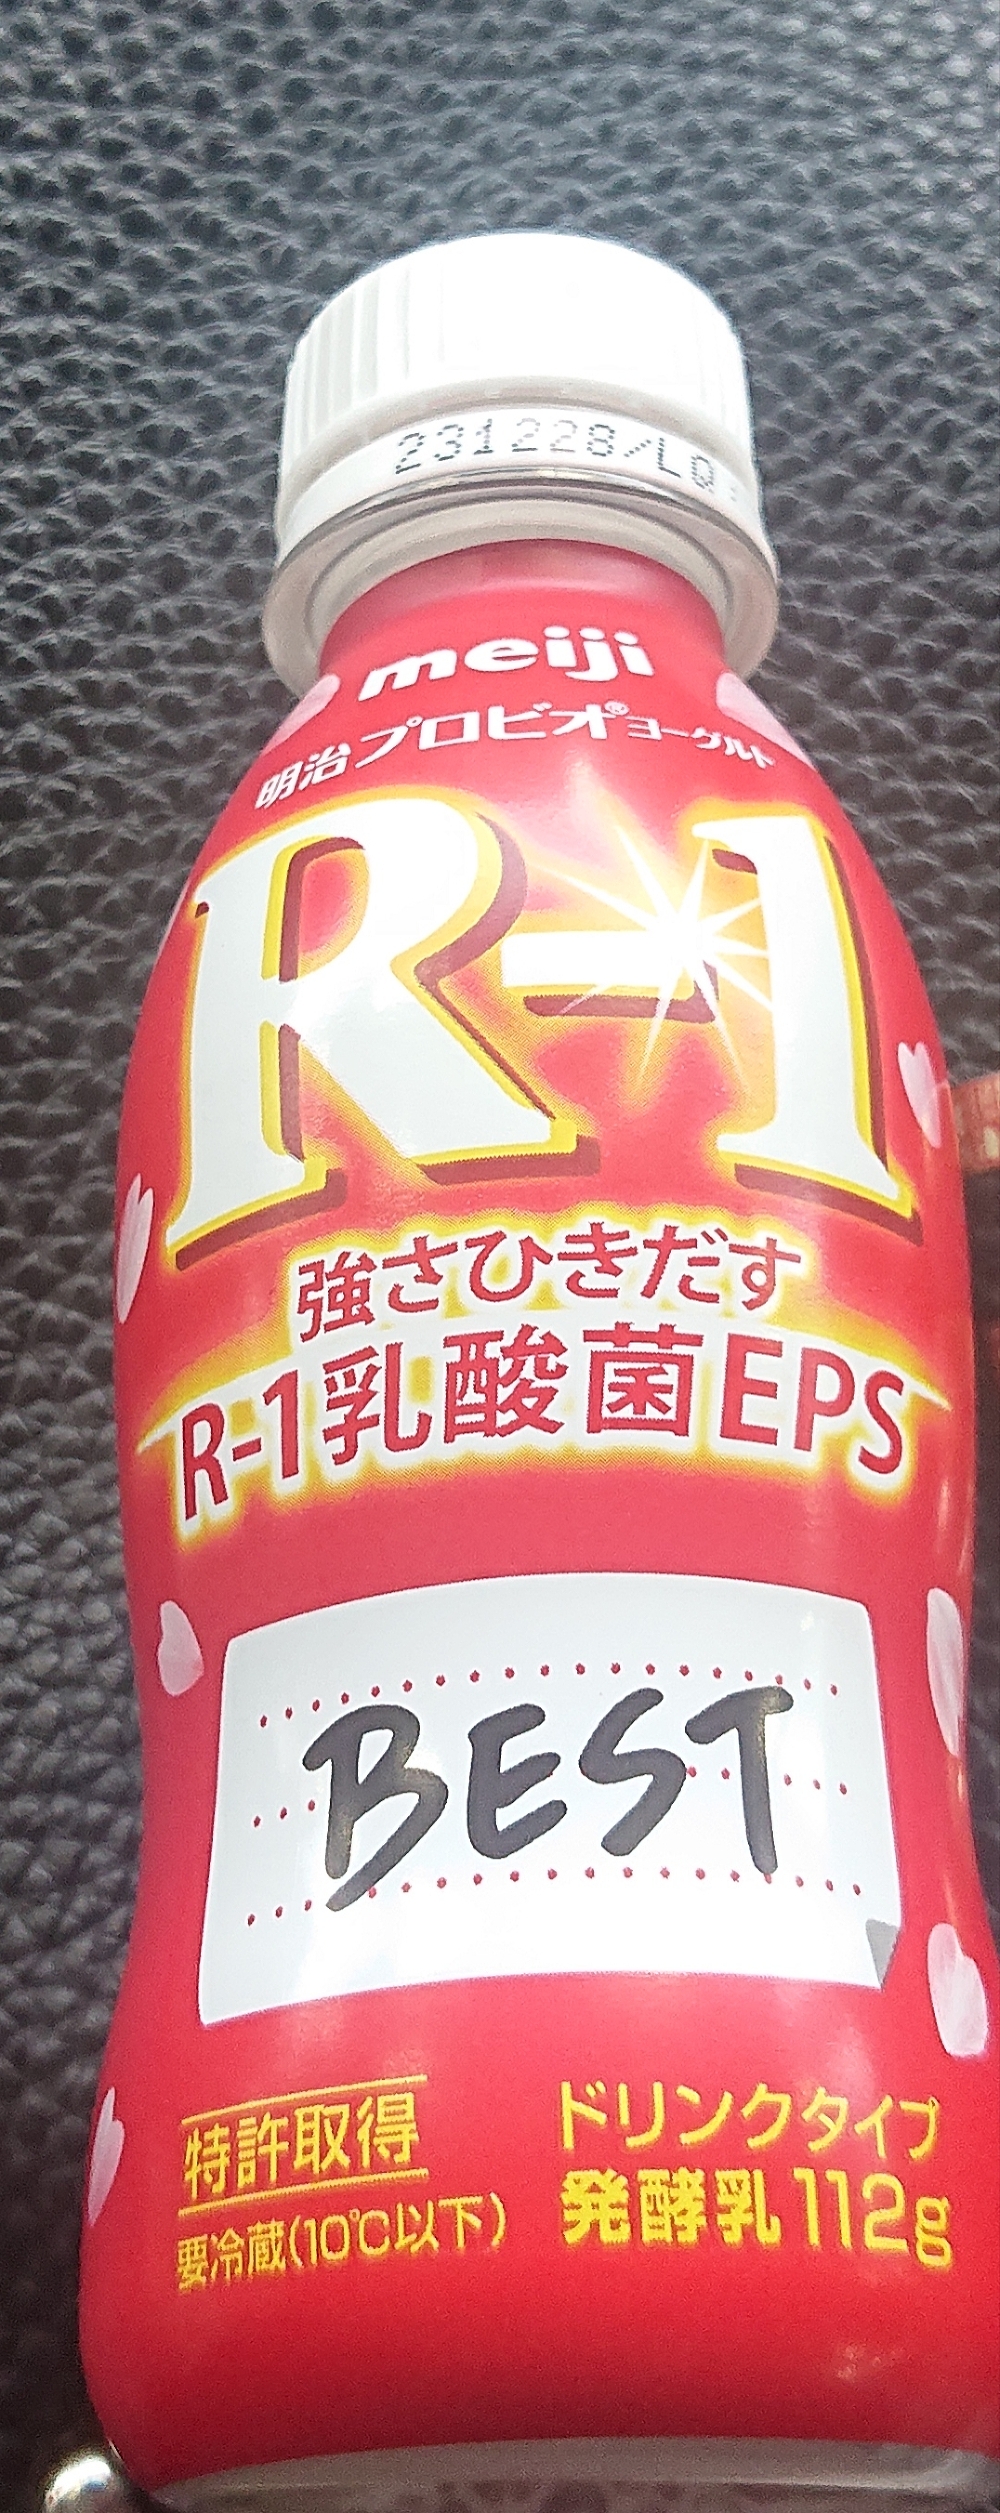 231228/LQ
meiji
明治プロビオ®ヨーグルト
R-1
強さひきだす
R-1乳酸菌EPS
BEST
特許取得
要冷蔵(10℃以下)
ドリンクタイプ
発酵乳112g